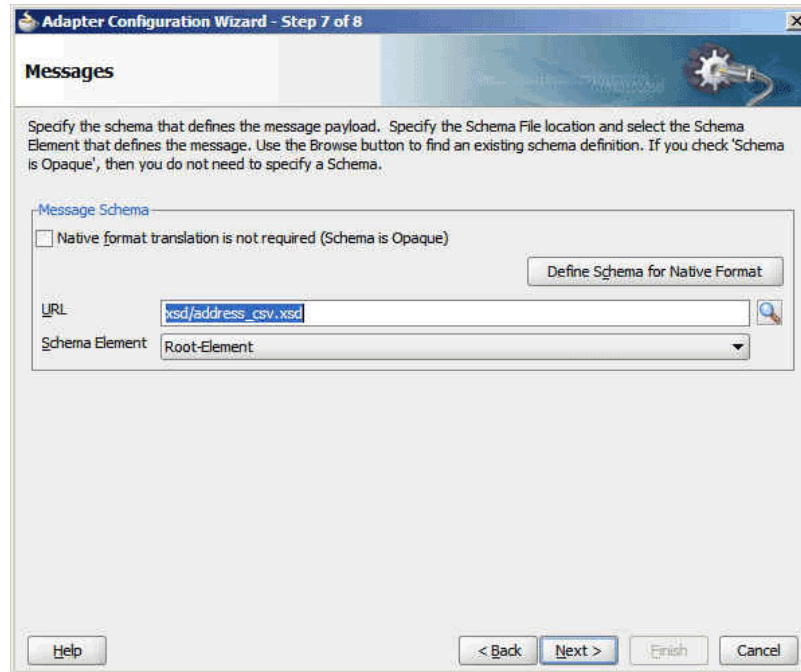 Adapter Configuration Wizard - Step 7 of 8
Messages
Specify the schema that defines the message payload. Specify the Schema File location and select the Schema
Element that defines the message. Use the Browse button to find an existing schema definition. If you check 'Schema
is Opaque', then you do not need to specify a Schema.
Message Schema
Native format translation is not required (Schema is Opaque)
Define Schema for Native Format
URL
xsd/address_csv.xsd
Schema Element
Root-Element
Help
< Back
Next >
Finish
Cancel